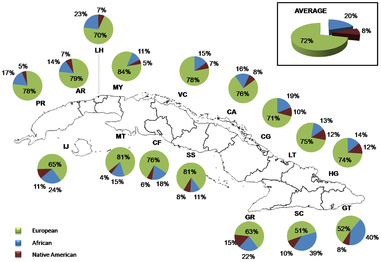 AVERAGE
20%
8%
72%
23%
7%
70%
LH
11%
5%
84%
MY
15%
7%
78%
VC
7%
14%
79%
AR
5%
17%
78%
PR
16%
8%
76%
CA
19%
10%
71%
CG
13%
12%
75%
LT
14%
12%
74%
HG
IJ
65%
11%
24%
MT
81%
4%
15%
CF
76%
6%
18%
SS
81%
8%
11%
GR
63%
15%
22%
SC
51%
10%
39%
GT
52%
40%
8%
European
African
Native American